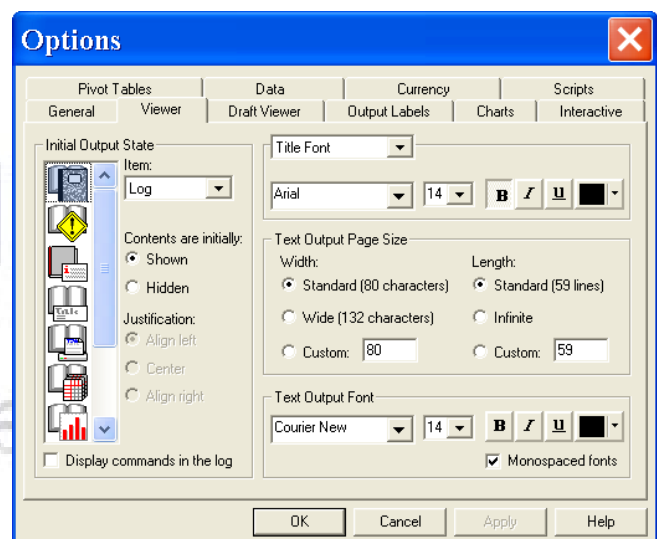 Options
Pivot Tables Data Currency Scripts
General Viewer Draft Viewer Output Labels Charts Interactive
Initial Output State
Item:
Log
Contents are initially:
Shown
Hidden
Justification:
Align left
Center
Align right
Display commands in the log
Title Font
Arial 14 B I U
Text Output Page Size
Width: Length:
Standard (80 characters) Standard (59 lines)
Wide (132 characters) Infinite
Custom: 80 Custom: 59
Text Output Font
Courier New 14 B I U
Monospaced fonts
OK Cancel Apply Help